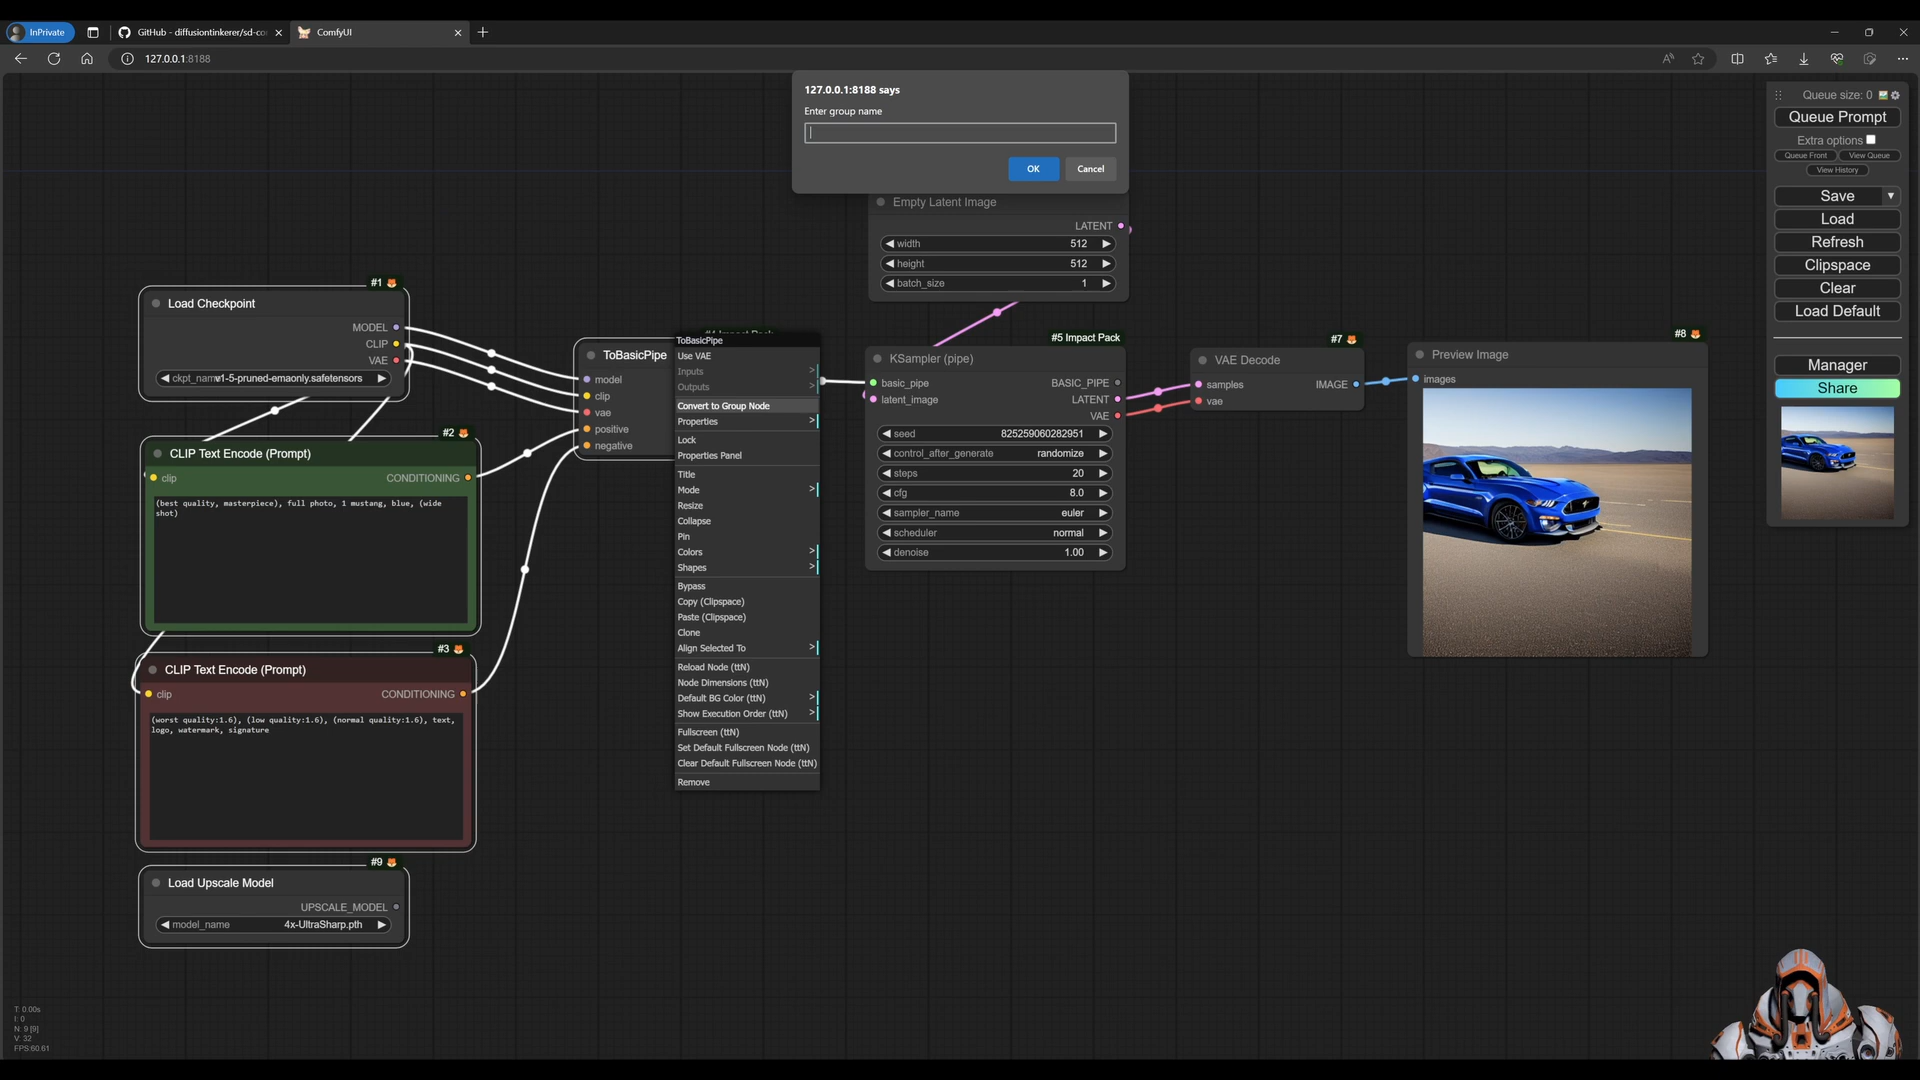 InPrivate
GitHub - diffusiontinkerer/sd-co
ComfyUI
127.0.0.1:8188
127.0.0.1:8188 says
Enter group name
OK
Cancel
Queue size: 0
Queue Prompt
Extra options
Queue Front
View Queue
View History
Save
Load
Refresh
Clipspace
Clear
Load Default
Manager
Share
Empty Latent Image
LATENT
width 512
height 512
batch_size 1
#1
Load Checkpoint
MODEL
CLIP
VAE
v1-5-pruned-emaonly.safetensors
#2
CLIP Text Encode (Prompt)
clip
CONDITIONING
(best quality, masterpiece), full photo, 1 mustang, blue, (wide
shot)
#3
CLIP Text Encode (Prompt)
clip
CONDITIONING
(worst quality:1.6), (low quality:1.6), (normal quality:1.6), text,
logo, watermark, signature
#9
Load Upscale Model
UPSCALE_MODEL
model_name 4x-UltraSharp.pth
ToBasicPipe
model
clip
vae
positive
negative
ToBasicPipe
Use VAE
Inputs >
Outputs >
Convert to Group Node
Properties >
Lock
Properties Panel
Title
Mode >
Resize
Collapse
Pin
Colors >
Shapes >
Bypass
Copy (Clipspace)
Paste (Clipspace)
Clone
Align Selected To >
Reload Node (ttN)
Node Dimensions (ttN)
Default BG Color (ttN) >
Show Execution Order (ttN) >
Fullscreen (ttN)
Set Default Fullscreen Node (ttN)
Clear Default Fullscreen Node (ttN)
Remove
#5 Impact Pack
KSampler (pipe)
basic_pipe
BASIC_PIPE
latent_image
LATENT
VAE
seed 825259060282951
control_after_generate randomize
steps 20
cfg 8.0
sampler_name euler
scheduler normal
denoise 1.00
#7
VAE Decode
samples
IMAGE
vae
#8
Preview Image
images
T: 0.00s
I: 0
N: 9 [9]
V: 32
FPS:60.61